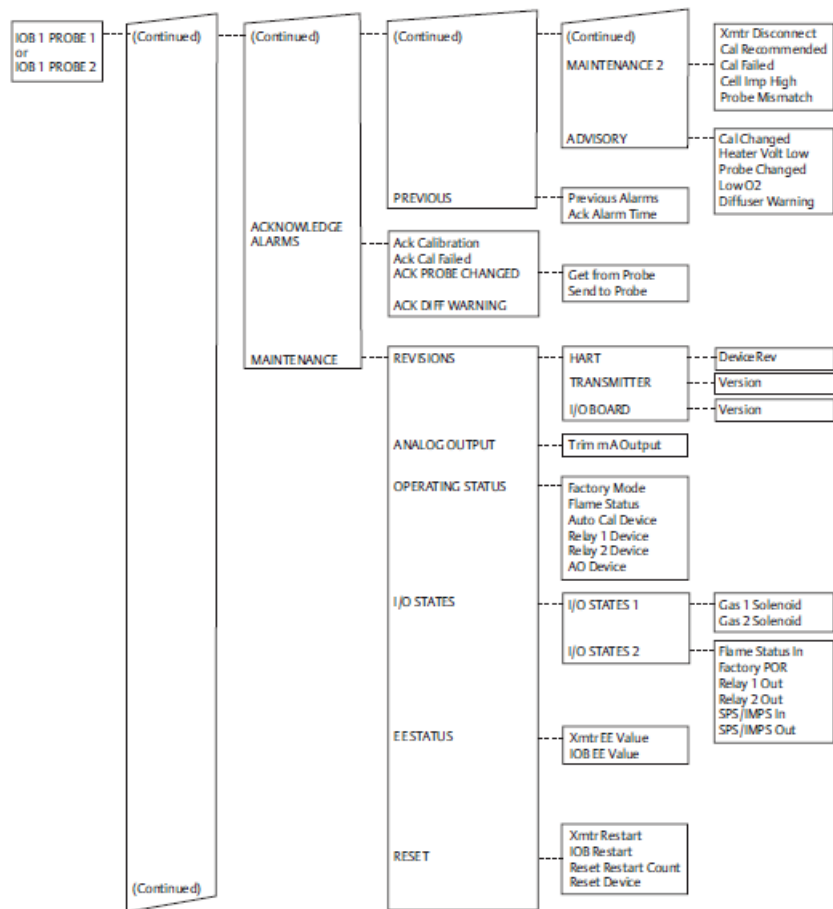 IOB 1 PROBE 1
or
IOB 1 PROBE 2
(Continued)
(Continued)
(Continued)
(Continued)
(Continued)
MAINTENANCE 2
Xmtr Disconnect
Cal Recommended
Cal Failed
Cell Imp High
Probe Mismatch
ADVISORY
Cal Changed
Heater Volt Low
Probe Changed
Low O2
Diffuser Warning
PREVIOUS
Previous Alarms
Ack Alarm Time
ACKNOWLEDGE
ALARMS
Ack Calibration
Ack Cal Failed
ACK PROBE CHANGED
Get from Probe
Send to Probe
ACK DIFF WARNING
MAINTENANCE
REVISIONS
HART
Device Rev
TRANSMITTER
Version
I/O BOARD
Version
ANALOG OUTPUT
Trim mA Output
OPERATING STATUS
Factory Mode
Flame Status
Auto Cal Device
Relay 1 Device
Relay 2 Device
AO Device
I/O STATES
I/O STATES 1
Gas 1 Solenoid
Gas 2 Solenoid
I/O STATES 2
Flame Status In
Factory POR
Relay 1 Out
Relay 2 Out
SPS/IMPS In
SPS/IMPS Out
EE STATUS
Xmtr EE Value
IOB EE Value
RESET
Xmtr Restart
IOB Restart
Reset Restart Count
Reset Device